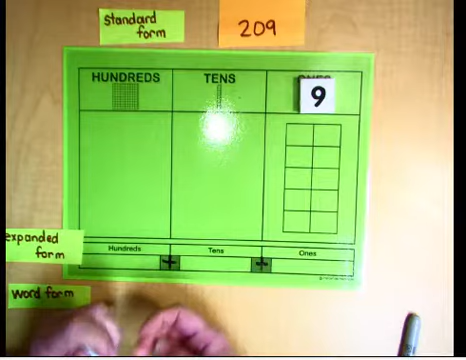 Standard form
209
HUNDREDS TENS
9
expanded form
Hundreds Tens Ones
+ +
word form